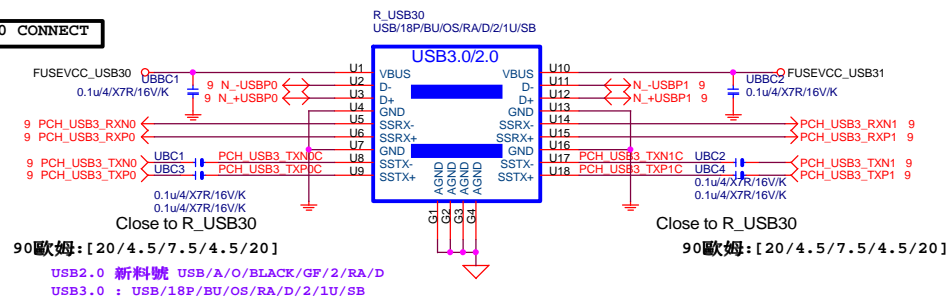 R_USB30
USB/18P/BU/OS/RA/D/2/1U/SB
0 CONNECT
USB3.0/2.0
FUSEVCC_USB30
UBBC1
0.1u/4/X7R/16V/K
U1
VBUS
VBUS
U10
FUSEVCC_USB31
UBBC2
0.1u/4/X7R/16V/K
9 N_-USBP0
U2
D-
D-
U11
N_-USBP1 9
9 N_+USBP0
U3
D+
D+
U12
N_+USBP1 9
U4
GND
GND
U13
9 PCH_USB3_RXN0
U5
SSRX-
SSRX-
U14
PCH_USB3_RXN1 9
9 PCH_USB3_RXP0
U6
SSRX+
SSRX+
U15
PCH_USB3_RXP1 9
U7
GND
GND
U16
9 PCH_USB3_TXN0
UBC1
PCH_USB3_TXN0C
U8
SSTX-
SSTX-
U17
PCH_USB3_TXN1C
UBC2
PCH_USB3_TXN1 9
9 PCH_USB3_TXP0
UBC3
PCH_USB3_TXP0C
U9
SSTX+
SSTX+
U18
PCH_USB3_TXP1C
UBC4
PCH_USB3_TXP1 9
0.1u/4/X7R/16V/K
0.1u/4/X7R/16V/K
0.1u/4/X7R/16V/K
0.1u/4/X7R/16V/K
AGND
AGND
AGND
AGND
G1
G2
G3
G4
Close to R_USB30
Close to R_USB30
90歐姆:[20/4.5/7.5/4.5/20]
90歐姆:[20/4.5/7.5/4.5/20]
USB2.0 新料號 USB/A/O/BLACK/GF/2/RA/D
USB3.0 : USB/18P/BU/OS/RA/D/2/1U/SB